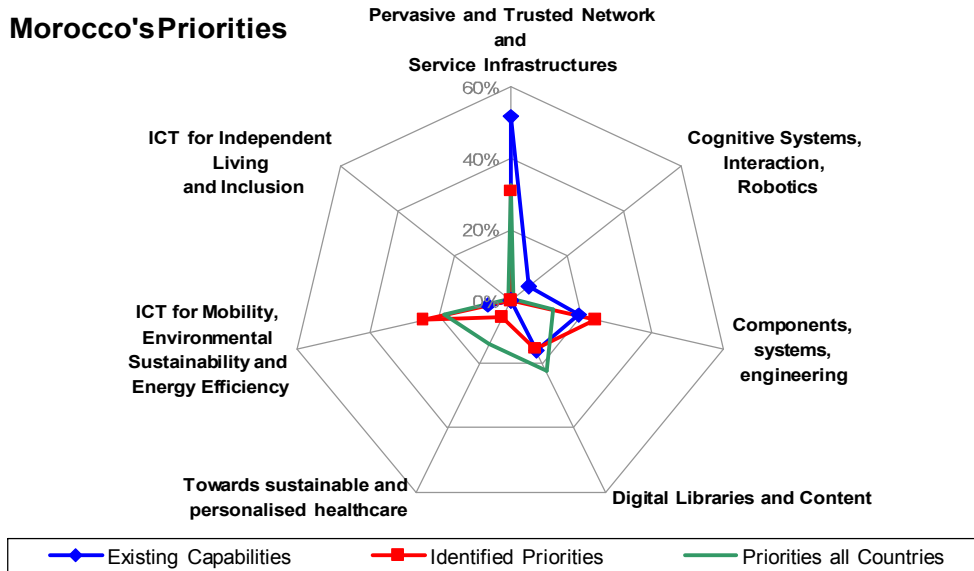 Morocco's Priorities
Pervasive and Trusted Network
and
Service Infrastructures
60%
40%
20%
0%
Cognitive Systems,
Interaction,
Robotics
Components,
systems,
engineering
Digital Libraries and Content
Towards sustainable and
personalised healthcare
ICT for Mobility,
Environmental
Sustainability and
Energy Efficiency
ICT for Independent
Living
and Inclusion
Existing Capabilities
Identified Priorities
Priorities all Countries